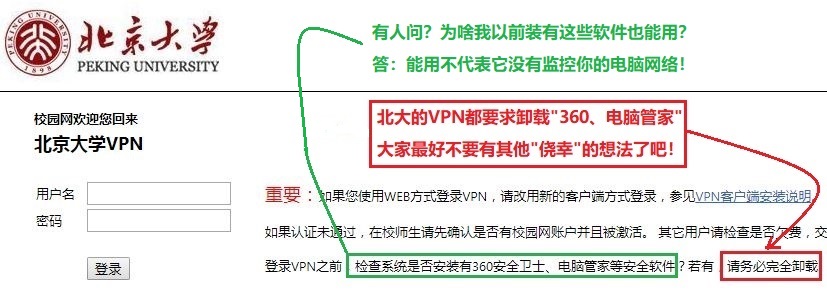 北京大学
PEKING UNIVERSITY
PEKING UNIVERSITY
1898
有人问？为啥我以前装有这些软件也能用？
答：能用不代表它没有监控你的电脑网络！
北大的VPN都要求卸载"360、电脑管家"
大家最好不要有其他"侥幸"的想法了吧！
校园网欢迎您回来
北京大学VPN
用户名
密码
登录
重要：如果您使用WEB方式登录VPN，请改用新的客户端方式登录，参见VPN客户端安装说明
如果认证未通过，在校师生请先确认是否有校园网账户并且被激活。 其它用户请检查是否欠费，交
登录VPN之前，检查系统是否安装有360安全卫士、电脑管家等安全软件？若有，请务必完全卸载